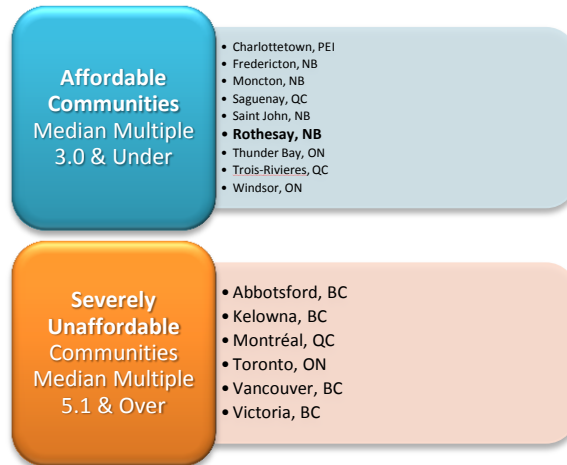 Affordable
Communities
Median Multiple
3.0 & Under
• Charlottetown, PEI
• Fredericton, NB
• Moncton, NB
• Saguenay, QC
• Saint John, NB
• Rothesay, NB
• Thunder Bay, ON
• Trois-Rivieres, QC
• Windsor, ON
Severely
Unaffordable
Communities
Median Multiple
5.1 & Over
• Abbotsford, BC
• Kelowna, BC
• Montréal, QC
• Toronto, ON
• Vancouver, BC
• Victoria, BC